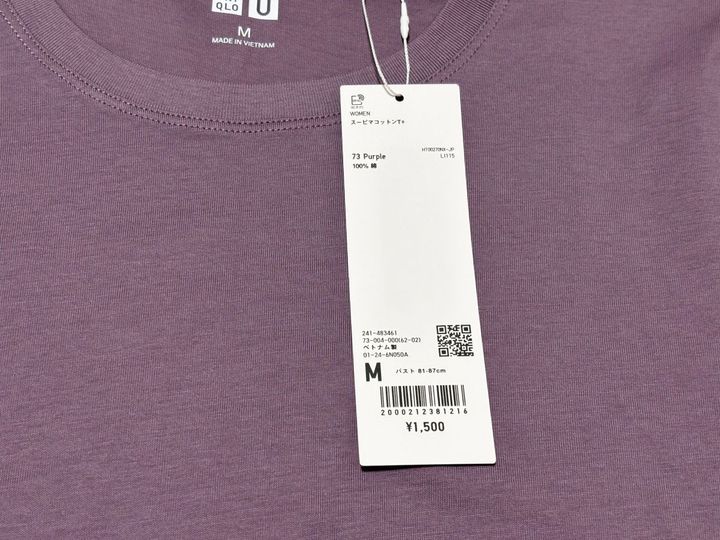 QLO U
M
MADE IN VIETNAM
WOMEN
スーピマコットンT+
73 Purple
100% 綿
HT00270NX-JP
L1115
241-483461
73-004-000(62-02)
ベトナム製
01-24-6N050A
M バスト 81-87cm
2000212381216
¥1,500